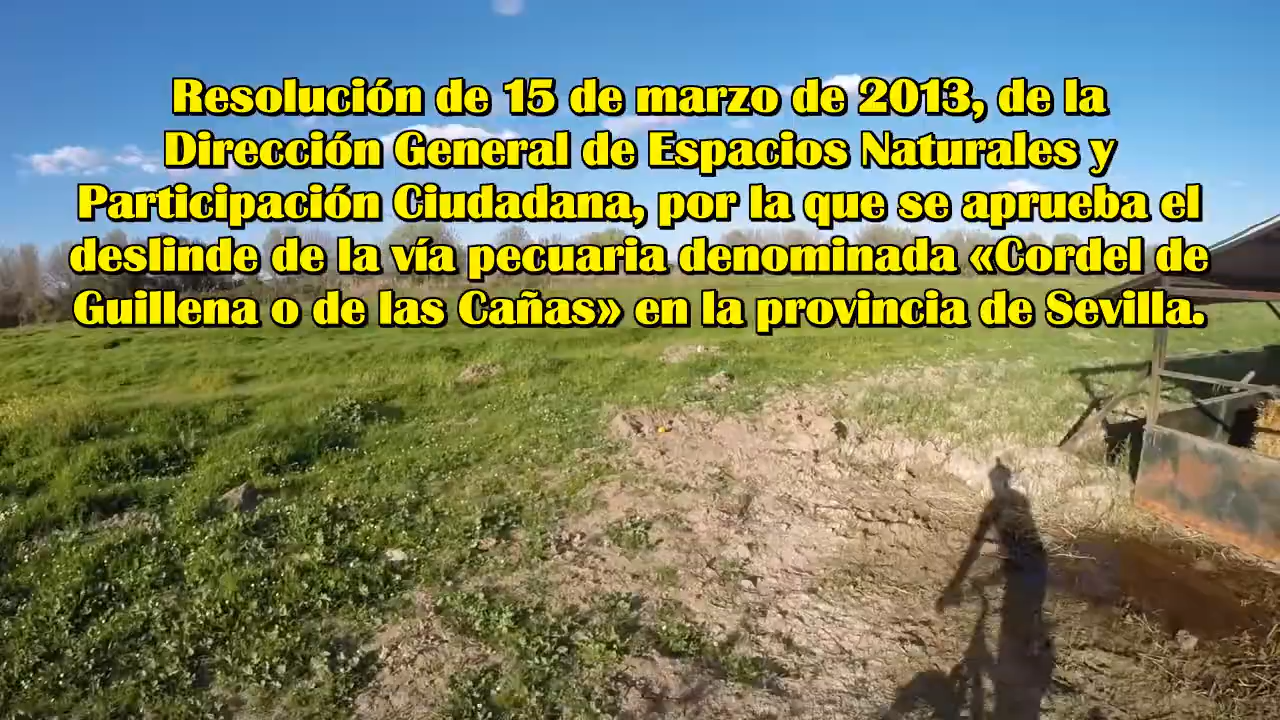 Resolución de 15 de marzo de 2013, de la
Dirección General de Espacios Naturales y
Participación Ciudadana, por la que se aprueba el
deslinde de la vía pecuaria denominada «Cordel de
Guillena o de las Cañas» en la provincia de Sevilla.